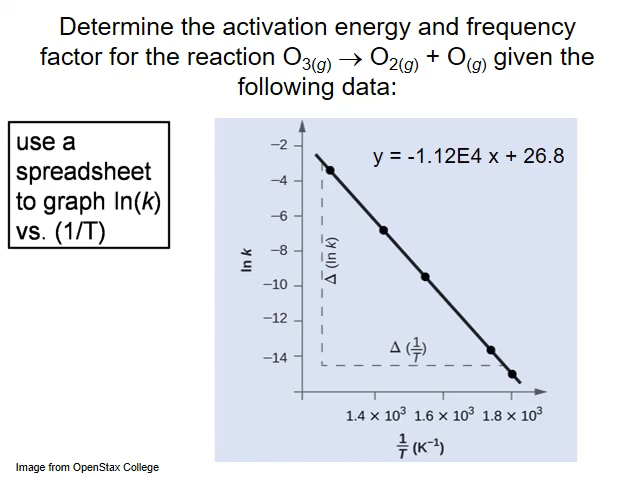 Determine the activation energy and frequency
factor for the reaction O₃₍g₎ → O₂₍g₎ + O₍g₎ given the
following data:
use a
spreadsheet
to graph ln(k)
vs. (1/T)
y = -1.12E4 x + 26.8
−2
−4
−6
−8
−10
−12
−14
ln k
Δ (ln k)
Δ (1/T)
1.4 × 10³ 1.6 × 10³ 1.8 × 10³
1/T (K⁻¹)
Image from OpenStax College